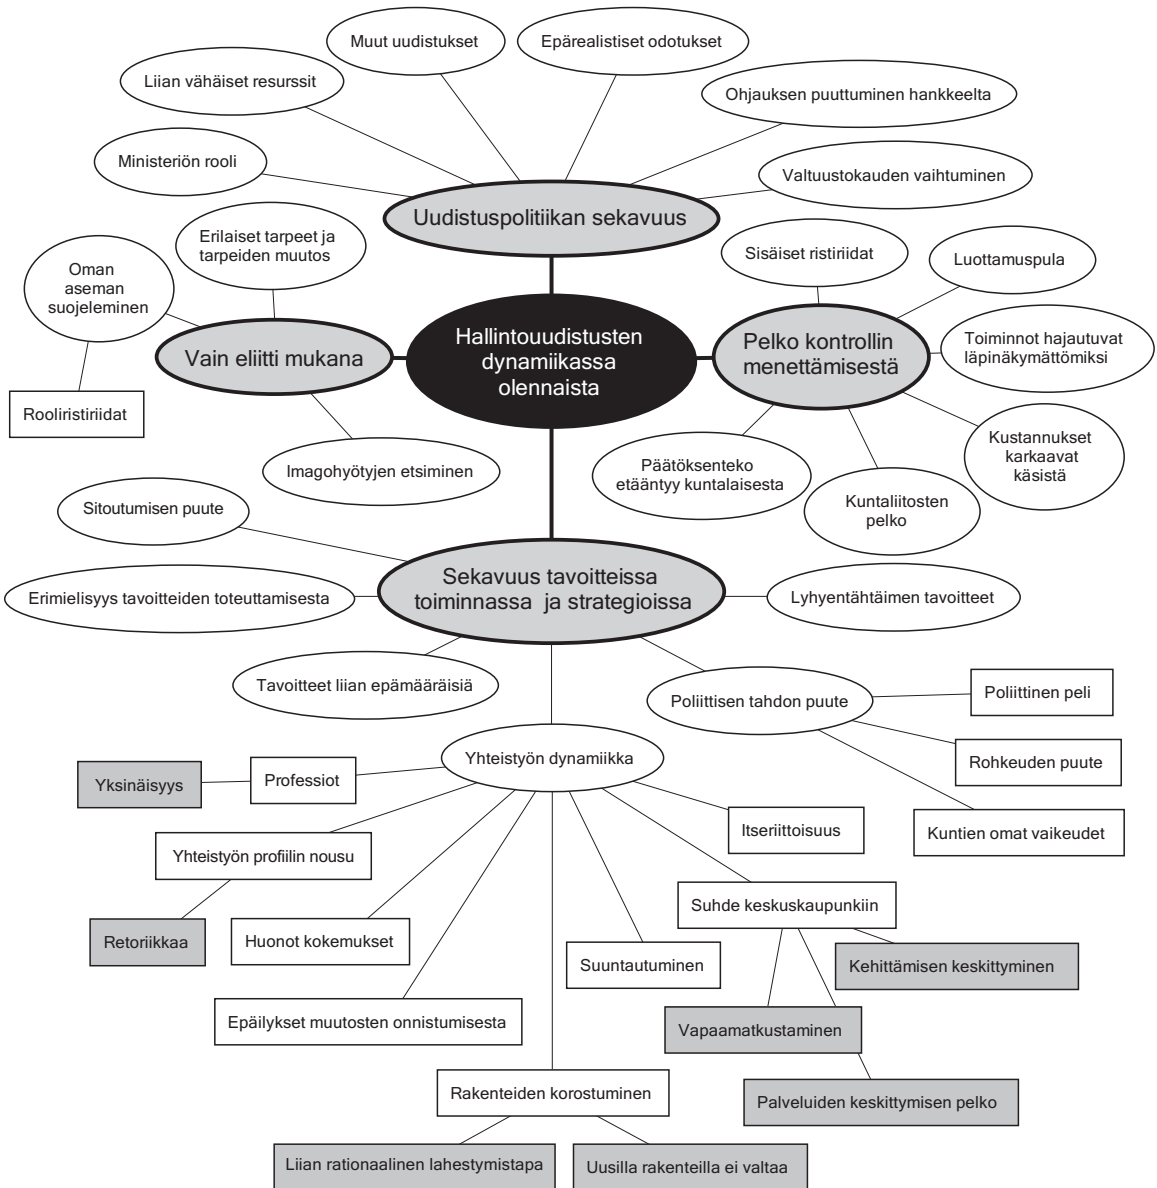 Muut uudistukset
Epärealistiset odotukset
Liian vähäiset resurssit
Ohjauksen puuttuminen hankkeelta
Ministeriön rooli
Valtuustokauden vaihtuminen
Uudistuspolitiikan sekavuus
Erilaiset tarpeet ja
tarpeiden muutos
Sisäiset ristiriidat
Luottamuspula
Oman
aseman
suojeleminen
Hallintouudistusten
dynamiikassa
olennaista
Vain eliitti mukana
Pelko kontrollin
menettämisestä
Toiminnot hajautuvat
läpinäkymättömiksi
Rooliristiriidat
Kustannukset
karkaavat
käsistä
Imagohyötyjen etsiminen
Päätöksenteko
etääntyy kuntalaisesta
Kuntaliitosten
pelko
Sitoutumisen puute
Sekavuus tavoitteissa
toiminnassa ja strategioissa
Erimielisyys tavoitteiden toteuttamisesta
Lyhyentähtäimen tavoitteet
Tavoitteet liian epämääräisiä
Poliittisen tahdon puute
Poliittinen peli
Yhteistyön dynamiikka
Rohkeuden puute
Yksinäisyys
Professiot
Itseriittoisuus
Kuntien omat vaikeudet
Yhteistyön profiilin nousu
Suhde keskuskaupunkiin
Retoriikkaa
Huonot kokemukset
Suuntautuminen
Kehittämisen keskittyminen
Epäilykset muutosten onnistumisesta
Vapaamatkustaminen
Rakenteiden korostuminen
Palveluiden keskittymisen pelko
Liian rationaalinen lahestymistapa
Uusilla rakenteilla ei valtaa